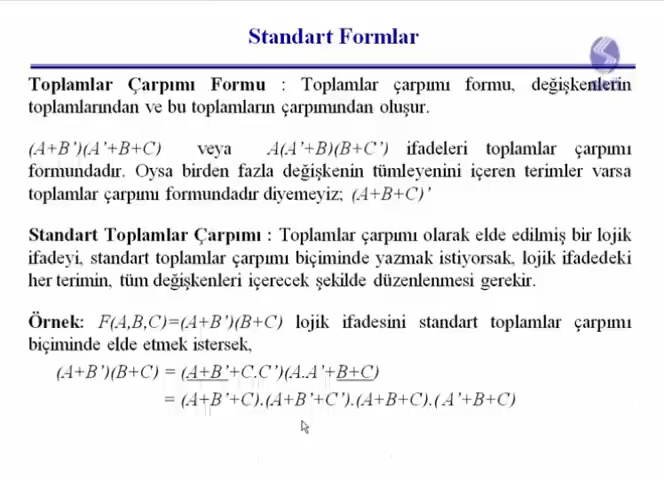 Standart Formlar
Toplamlar Çarpımı Formu : Toplamlar çarpımı formu, değişkenlerin
toplamlarından ve bu toplamların çarpımından oluşur.
(A+B')(A'+B+C) veya A(A'+B)(B+C') ifadeleri toplamlar çarpımı
formundadır. Oysa birden fazla değişkenin tümleyenini içeren terimler varsa
toplamlar çarpımı formundadır diyemeyiz; (A+B+C)'
Standart Toplamlar Çarpımı : Toplamlar çarpımı olarak elde edilmiş bir lojik
ifadeyi, standart toplamlar çarpımı biçiminde yazmak istiyorsak, lojik ifadedeki
her terimin, tüm değişkenleri içerecek şekilde düzenlenmesi gerekir.
Örnek: F(A,B,C)=(A+B')(B+C) lojik ifadesini standart toplamlar çarpımı
biçiminde elde etmek istersek,
(A+B')(B+C) = (A+B'+C.C')(A.A'+B+C)
= (A+B'+C).(A+B'+C').(A+B+C).(A'+B+C)